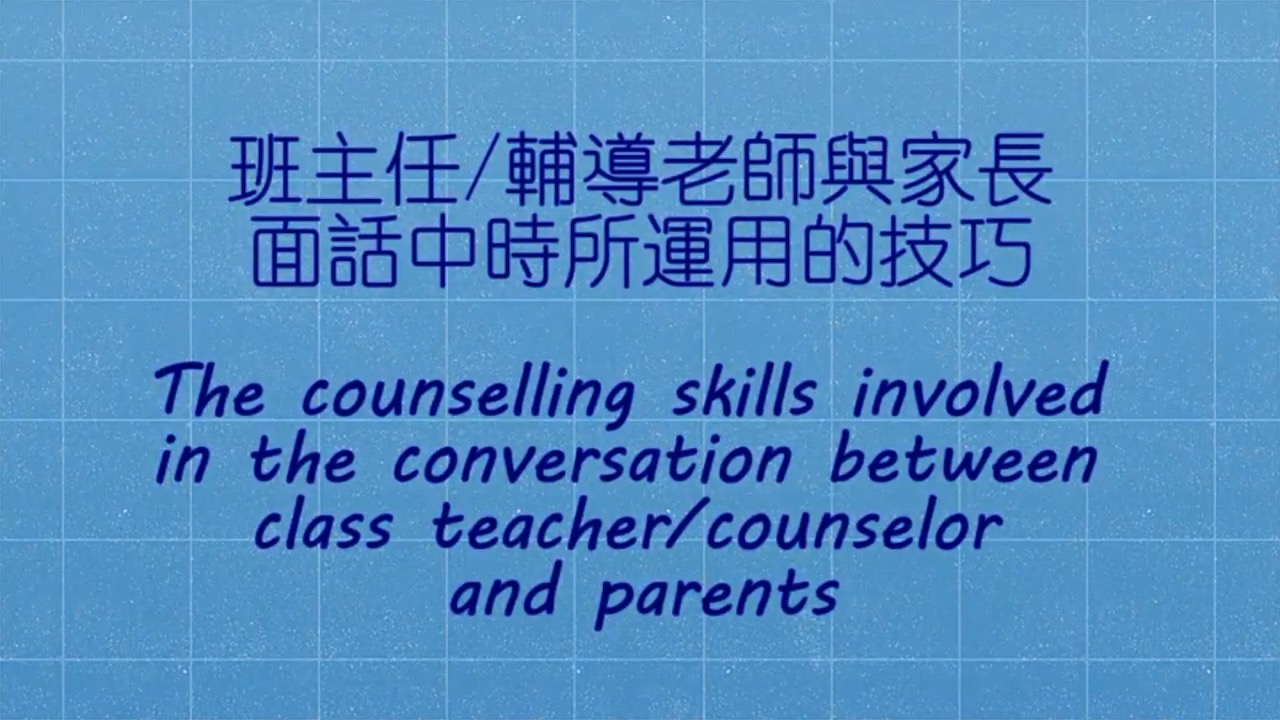 班主任/輔導老師與家長
面話中時所運用的技巧
The counselling skills involved
in the conversation between
class teacher/counselor
and parents